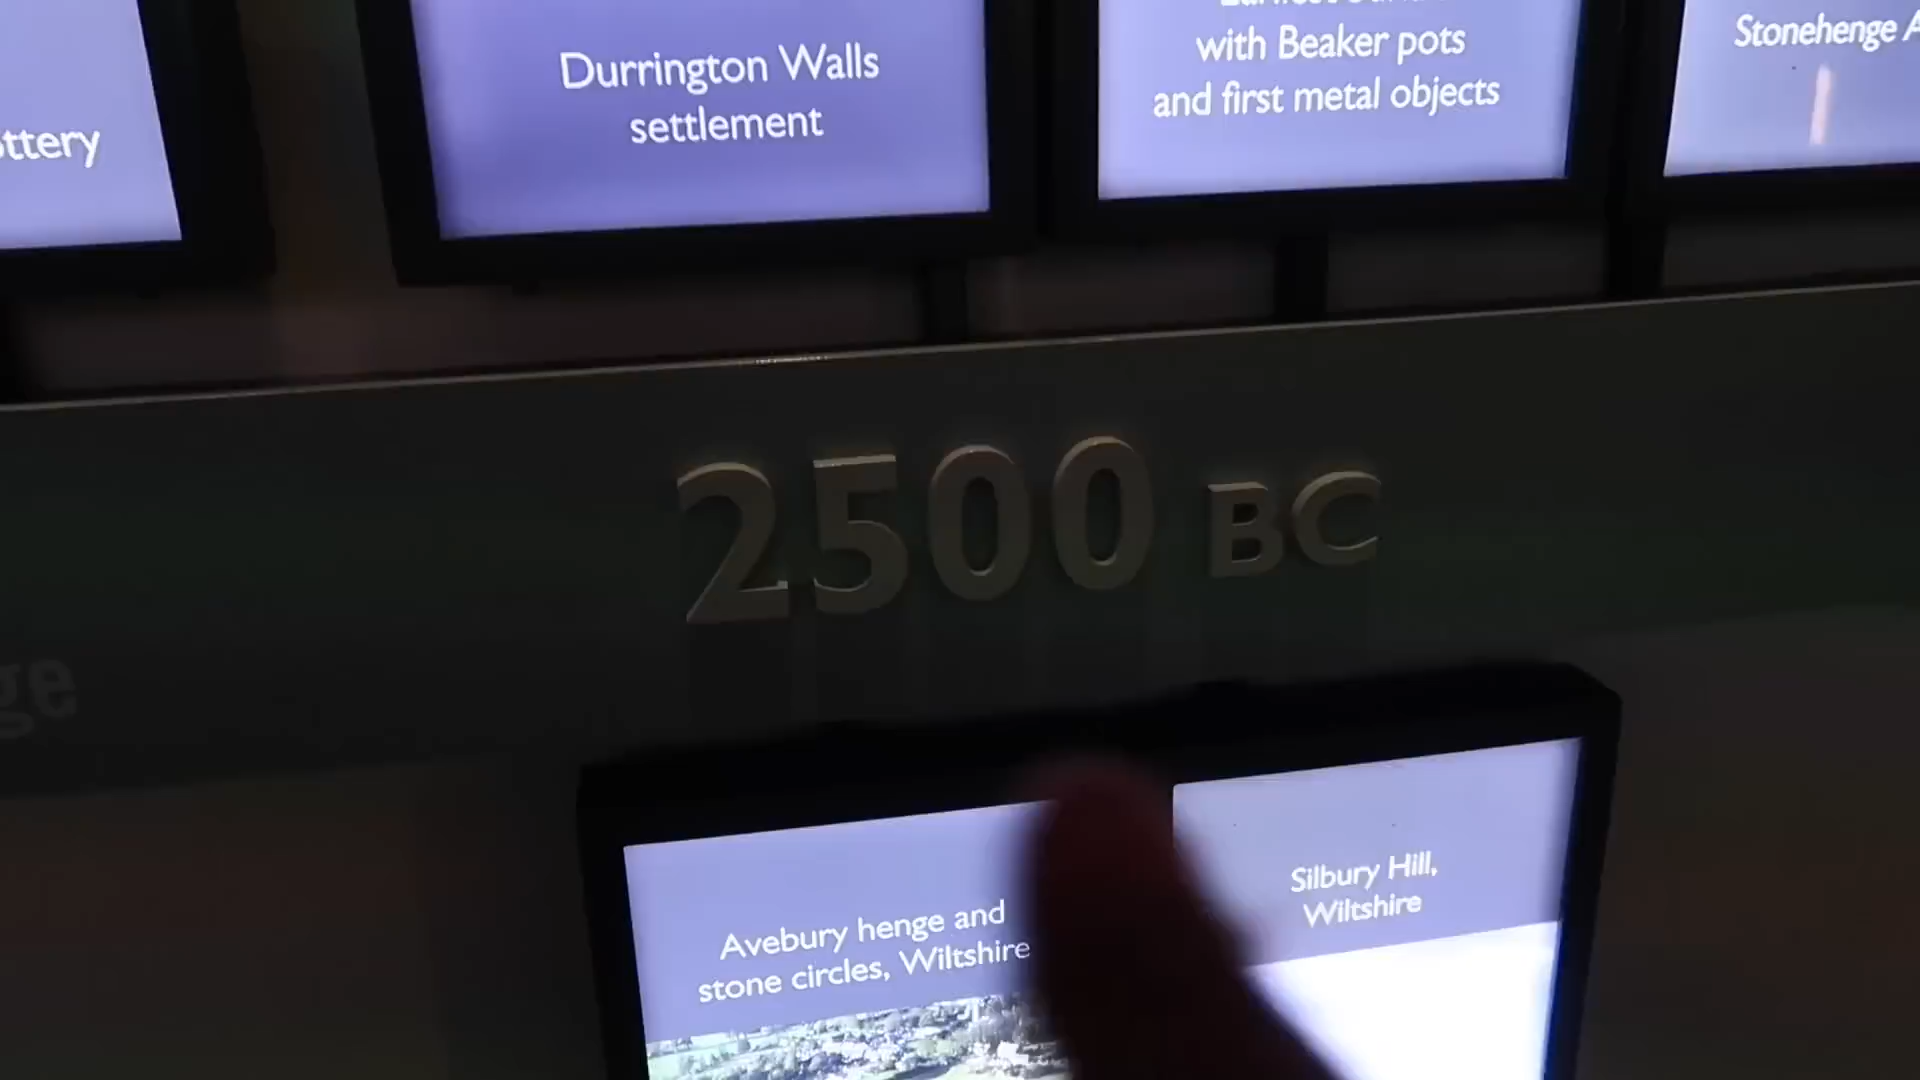 ttery
Durrington Walls
settlement
with Beaker pots
and first metal objects
Stonehenge A
2500 BC
ge
Avebury henge and
stone circles, Wiltshire
Silbury Hill,
Wiltshire